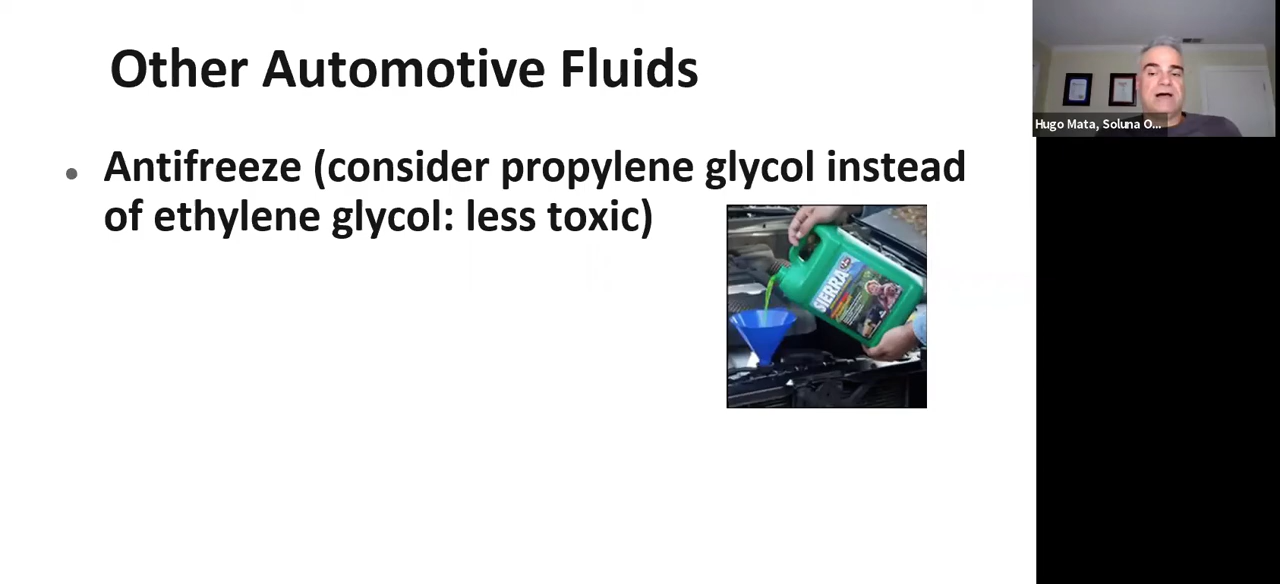 Other Automotive Fluids
• Antifreeze (consider propylene glycol instead
of ethylene glycol: less toxic)
SIERRA
Hugo Mata, Soluna O...